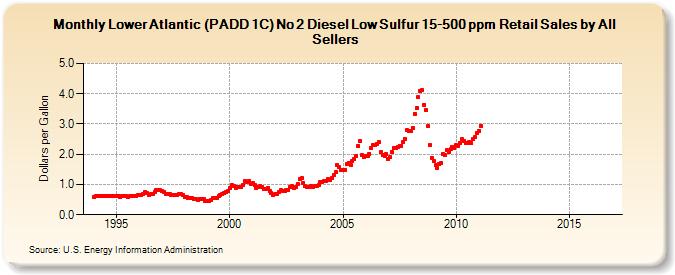 Monthly Lower Atlantic (PADD 1C) No 2 Diesel Low Sulfur 15-500 ppm Retail Sales by All
Sellers
Dollars per Gallon
5.0
4.0
3.0
2.0
1.0
0.0
1995
2000
2005
2010
2015
Source: U.S. Energy Information Administration